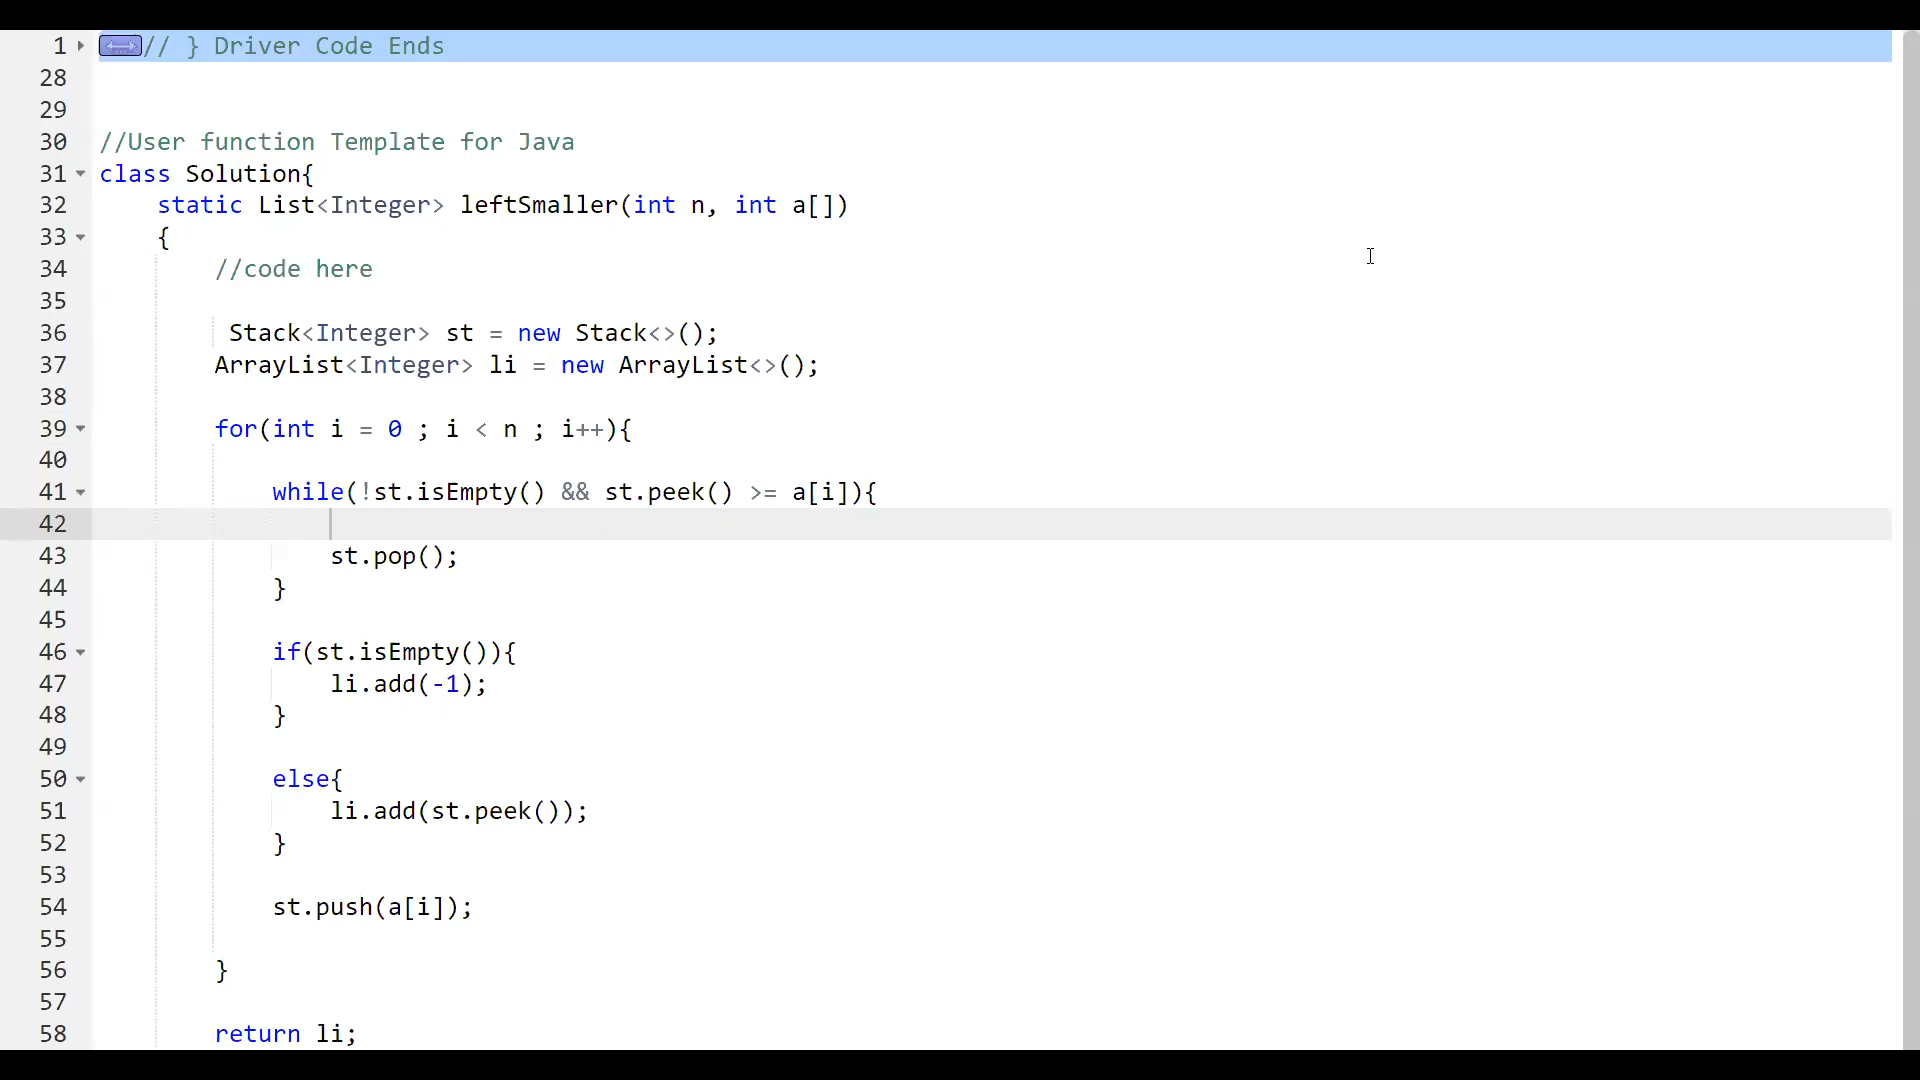 1 // } Driver Code Ends
28
29
30 //User function Template for Java
31 class Solution{
32 static List<Integer> leftSmaller(int n, int a[])
33 {
34 //code here
35
36 Stack<Integer> st = new Stack<>();
37 ArrayList<Integer> li = new ArrayList<>();
38
39 for(int i = 0 ; i < n ; i++){
40
41 while(!st.isEmpty() && st.peek() >= a[i]){
42
43 st.pop();
44 }
45
46 if(st.isEmpty()){
47 li.add(-1);
48 }
49
50 else{
51 li.add(st.peek());
52 }
53
54 st.push(a[i]);
55
56 }
57
58 return li;